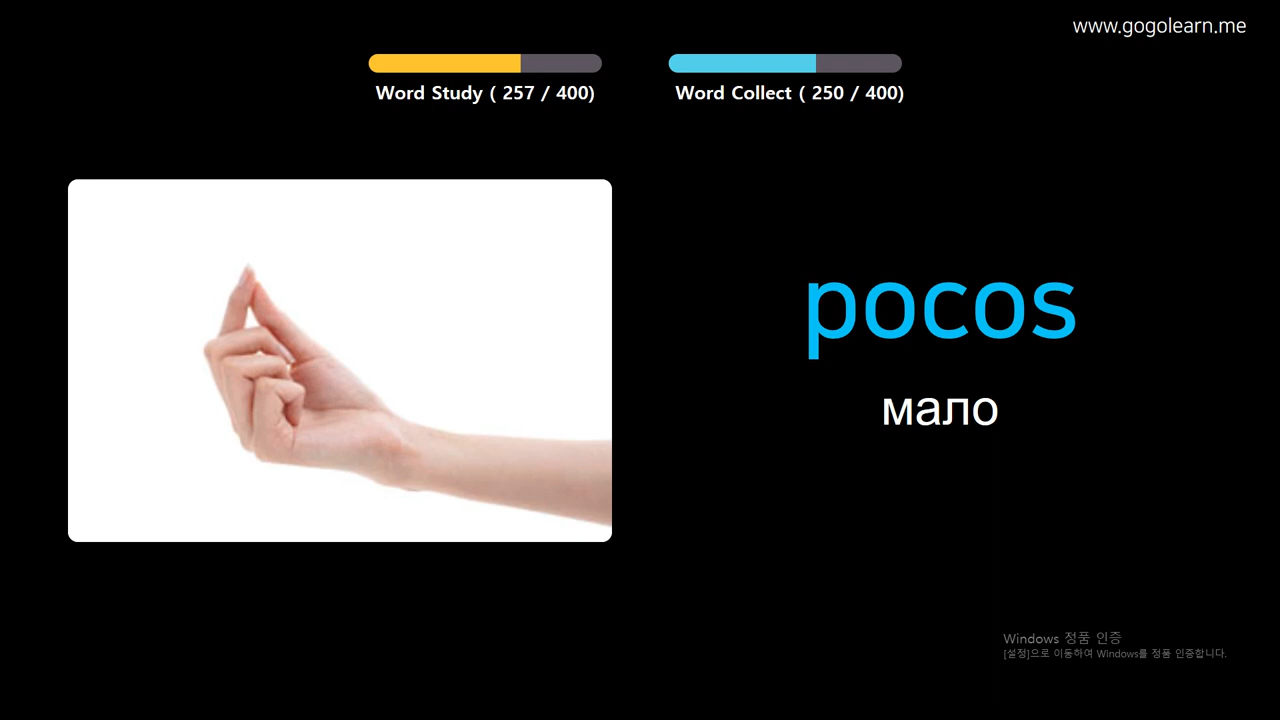 www.gogolearn.me
Word Study ( 257 / 400)
Word Collect ( 250 / 400)
pocos
мало
Windows 정품 인증
[설정]으로 이동하여 Windows를 정품 인증합니다.